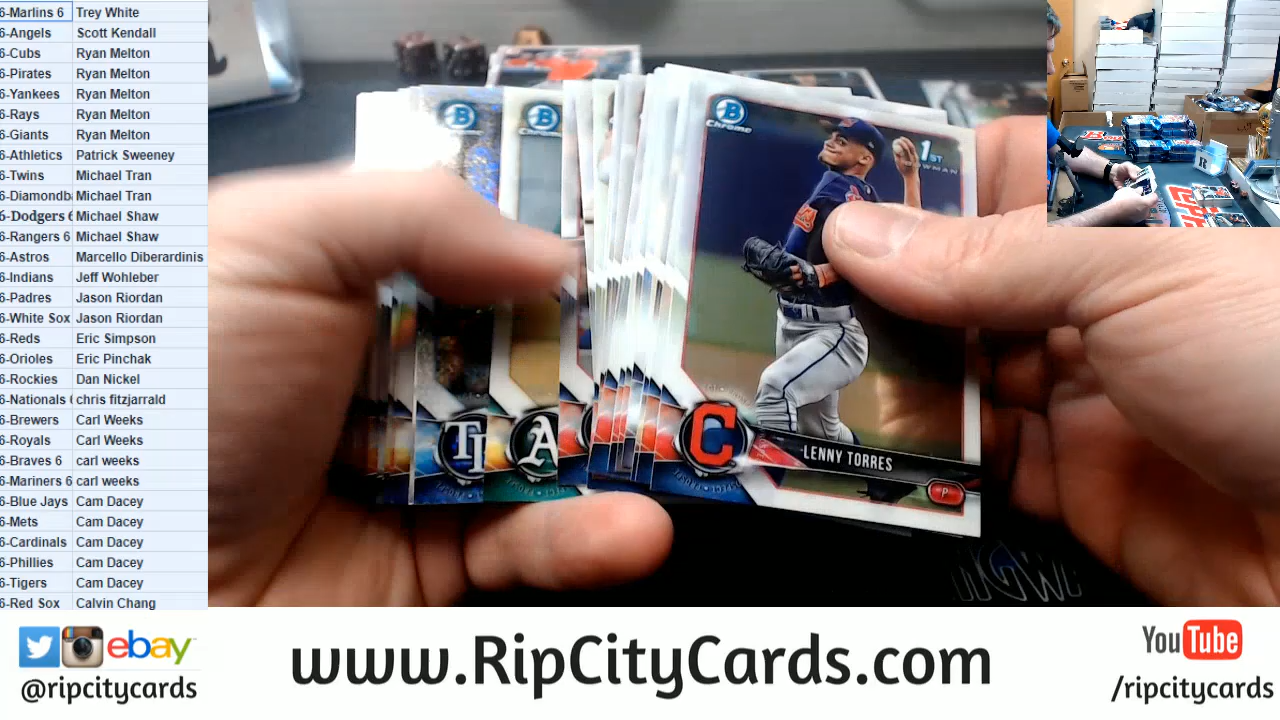 6-Marlins 6 Trey White
6-Angels Scott Kendall
6-Cubs Ryan Melton
6-Pirates Ryan Melton
6-Yankees Ryan Melton
6-Rays Ryan Melton
6-Giants Ryan Melton
6-Athletics Patrick Sweeney
6-Twins Michael Tran
6-Diamondb Michael Tran
6-Dodgers 6 Michael Shaw
6-Rangers 6 Michael Shaw
6-Astros Marcello Diberardinis
6-Indians Jeff Wohleber
6-Padres Jason Riordan
6-White Sox Jason Riordan
6-Reds Eric Simpson
6-Orioles Eric Pinchak
6-Rockies Dan Nickel
6-Nationals chris fitzjarrald
6-Brewers Carl Weeks
6-Royals Carl Weeks
6-Braves 6 carl weeks
6-Mariners 6 carl weeks
6-Blue Jays Cam Dacey
6-Mets Cam Dacey
6-Cardinals Cam Dacey
6-Phillies Cam Dacey
6-Tigers Cam Dacey
6-Red Sox Calvin Chang
B
Chrome
1ST
BOWMAN
C
LENNY TORRES
P
B
B
A
ebay
@ripcitycards
www.RipCityCards.com
YouTube
/ripcitycards